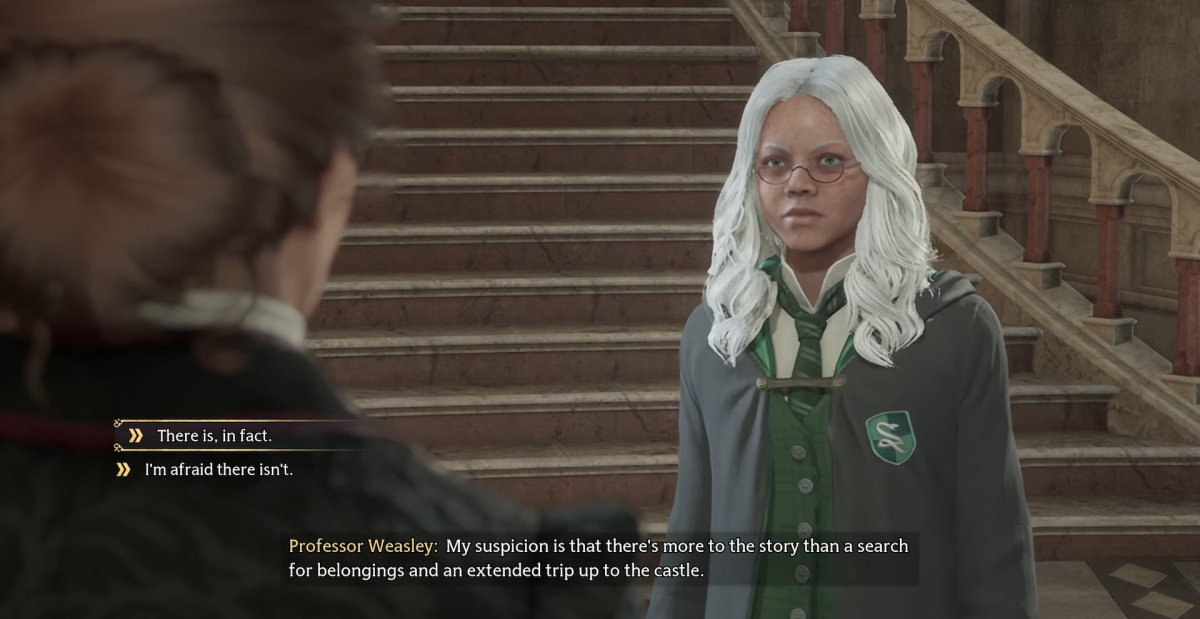 There is, in fact.
I'm afraid there isn't.
Professor Weasley: My suspicion is that there's more to the story than a search
for belongings and an extended trip up to the castle.